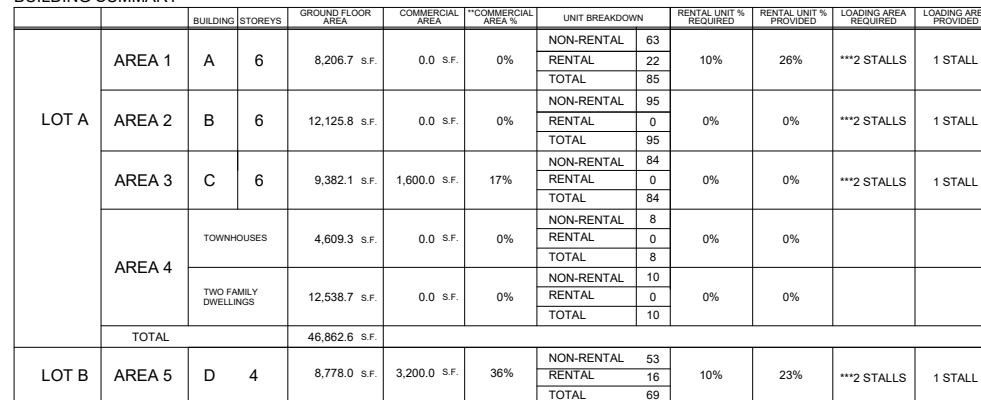 BUILDING SUMMARY
BUILDING STOREYS GROUND FLOOR AREA COMMERCIAL AREA **COMMERCIAL AREA % UNIT BREAKDOWN RENTAL UNIT % REQUIRED RENTAL UNIT % PROVIDED LOADING AREA REQUIRED LOADING AREA PROVIDED
NON-RENTAL 63
LOT A AREA 1 A 6 8,206.7 S.F. 0.0 S.F. 0% RENTAL 22 10% 26% ***2 STALLS 1 STALL
TOTAL 85
NON-RENTAL 95
AREA 2 B 6 12,125.8 S.F. 0.0 S.F. 0% RENTAL 0 0% 0% ***2 STALLS 1 STALL
TOTAL 95
NON-RENTAL 84
AREA 3 C 6 9,382.1 S.F. 1,600.0 S.F. 17% RENTAL 0 0% 0% ***2 STALLS 1 STALL
TOTAL 84
NON-RENTAL 8
AREA 4 TOWNHOUSES 4,609.3 S.F. 0.0 S.F. 0% RENTAL 0 0% 0%
TOTAL 8
NON-RENTAL 10
TWO FAMILY DWELLINGS 12,538.7 S.F. 0.0 S.F. 0% RENTAL 0 0% 0%
TOTAL 10
TOTAL 46,862.6 S.F.
NON-RENTAL 53
LOT B AREA 5 D 4 8,778.0 S.F. 3,200.0 S.F. 36% RENTAL 16 10% 23% ***2 STALLS 1 STALL
TOTAL 69